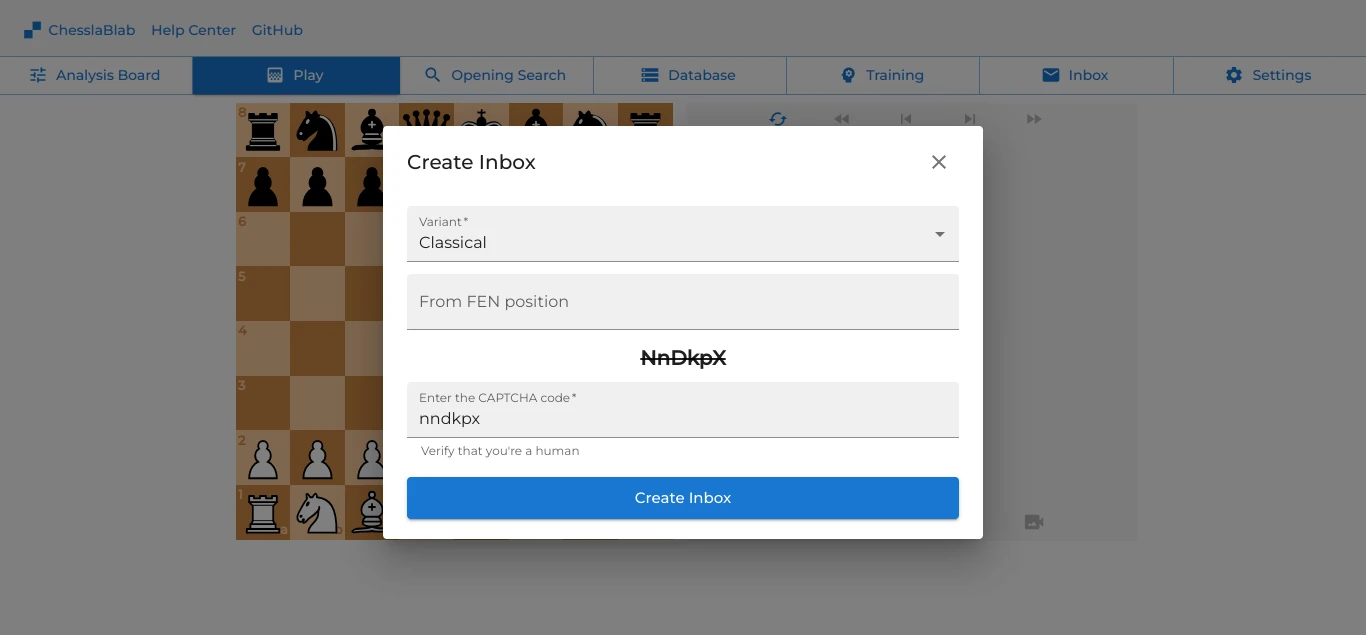 ChesslaBlab Help Center GitHub
Analysis Board Play Opening Search Database Training Inbox Settings
8
7
6
5
4
3
2
1
a
b
Create Inbox
Variant*
Classical
From FEN position
NnDkpX
Enter the CAPTCHA code*
nndkpx
Verify that you're a human
Create Inbox